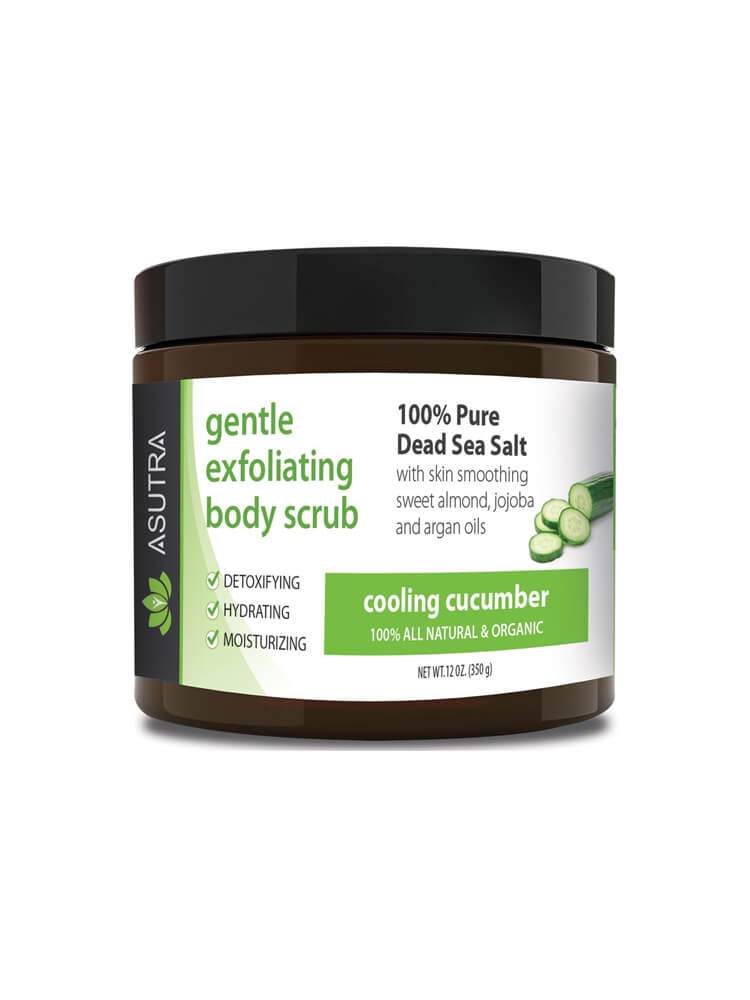 ASUTRA
gentle
exfoliating
body scrub
DETOXIFYING
HYDRATING
MOISTURIZING
100% Pure
Dead Sea Salt
with skin smoothing
sweet almond, jojoba
and argan oils
cooling cucumber
100% ALL NATURAL & ORGANIC
NET WT. 12 OZ. (350 g)